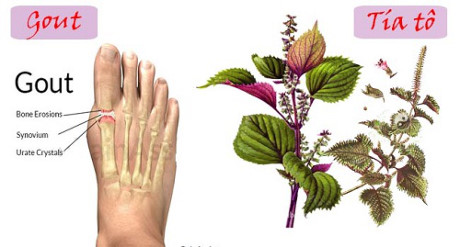 Gout
Tía tô
Gout
Bone Erosions
Synovium
Urate Crystals